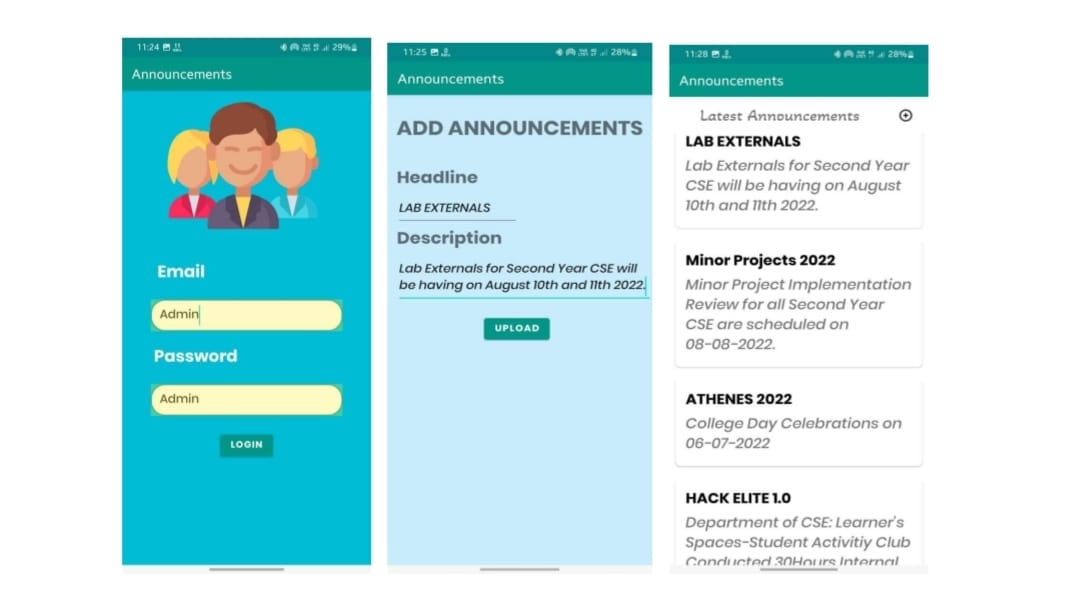 11:24
29%
Announcements
Email
Admin
Password
Admin
LOGIN
11:25
28%
Announcements
ADD ANNOUNCEMENTS
Headline
LAB EXTERNALS
Description
Lab Externals for Second Year CSE will
be having on August 10th and 11th 2022.
UPLOAD
11:28
28%
Announcements
Latest Announcements
LAB EXTERNALS
Lab Externals for Second Year
CSE will be having on August
10th and 11th 2022.
Minor Projects 2022
Minor Project Implementation
Review for all Second Year
CSE are scheduled on
08-08-2022.
ATHENES 2022
College Day Celebrations on
06-07-2022
HACK ELITE 1.0
Department of CSE: Learner's
Spaces-Student Activitiy Club
Conducted 30Hours Internal